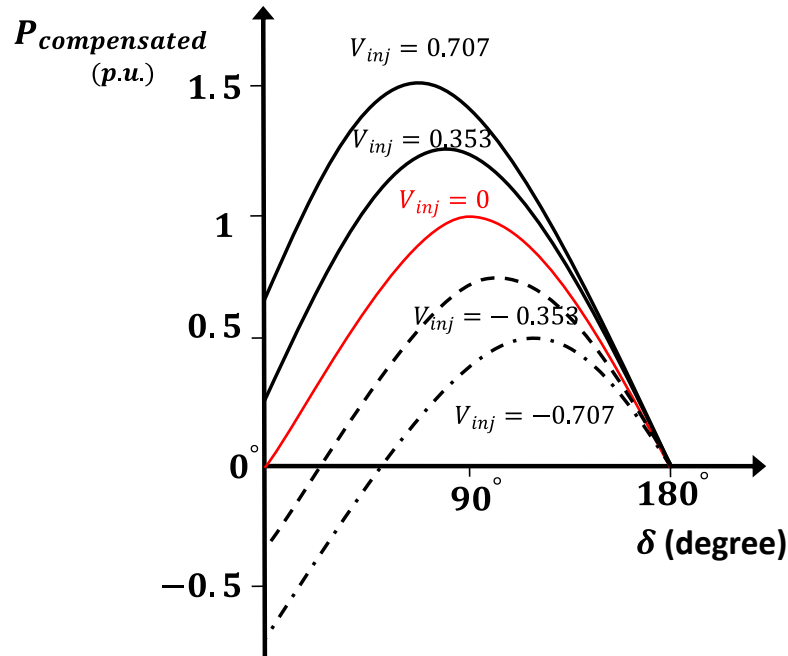 P_compensated
(p.u.)
V_inj = 0.707
1.5
V_inj = 0.353
V_inj = 0
1
V_inj = − 0.353
0.5
V_inj = −0.707
0°
90°
180°
δ (degree)
−0.5